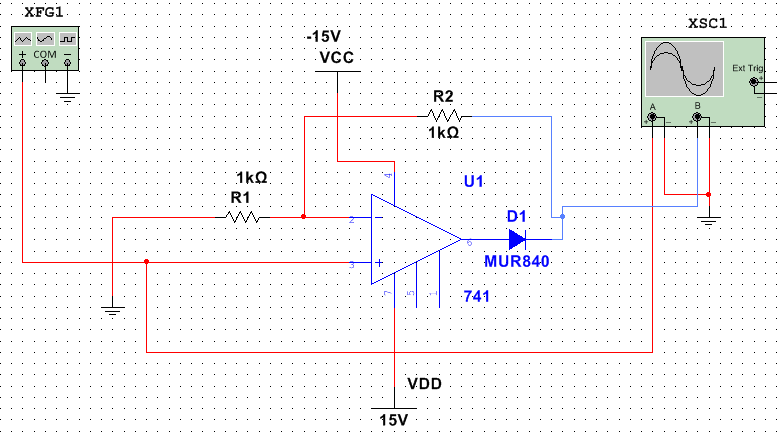 XFG1
+ COM −
-15V
VCC
XSC1
Ext Trig
+
−
A
B
+ − + −
R2
1kΩ
1kΩ
R1
U1
4
2
−
3
+
6
7
5
1
741
D1
MUR840
VDD
15V